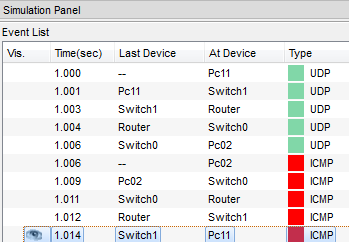 Simulation Panel
Event List
Vis. Time(sec) Last Device At Device Type
1.000 -- Pc11 UDP
1.001 Pc11 Switch1 UDP
1.003 Switch1 Router UDP
1.004 Router Switch0 UDP
1.006 Switch0 Pc02 UDP
1.006 -- Pc02 ICMP
1.009 Pc02 Switch0 ICMP
1.011 Switch0 Router ICMP
1.012 Router Switch1 ICMP
1.014 Switch1 Pc11 ICMP